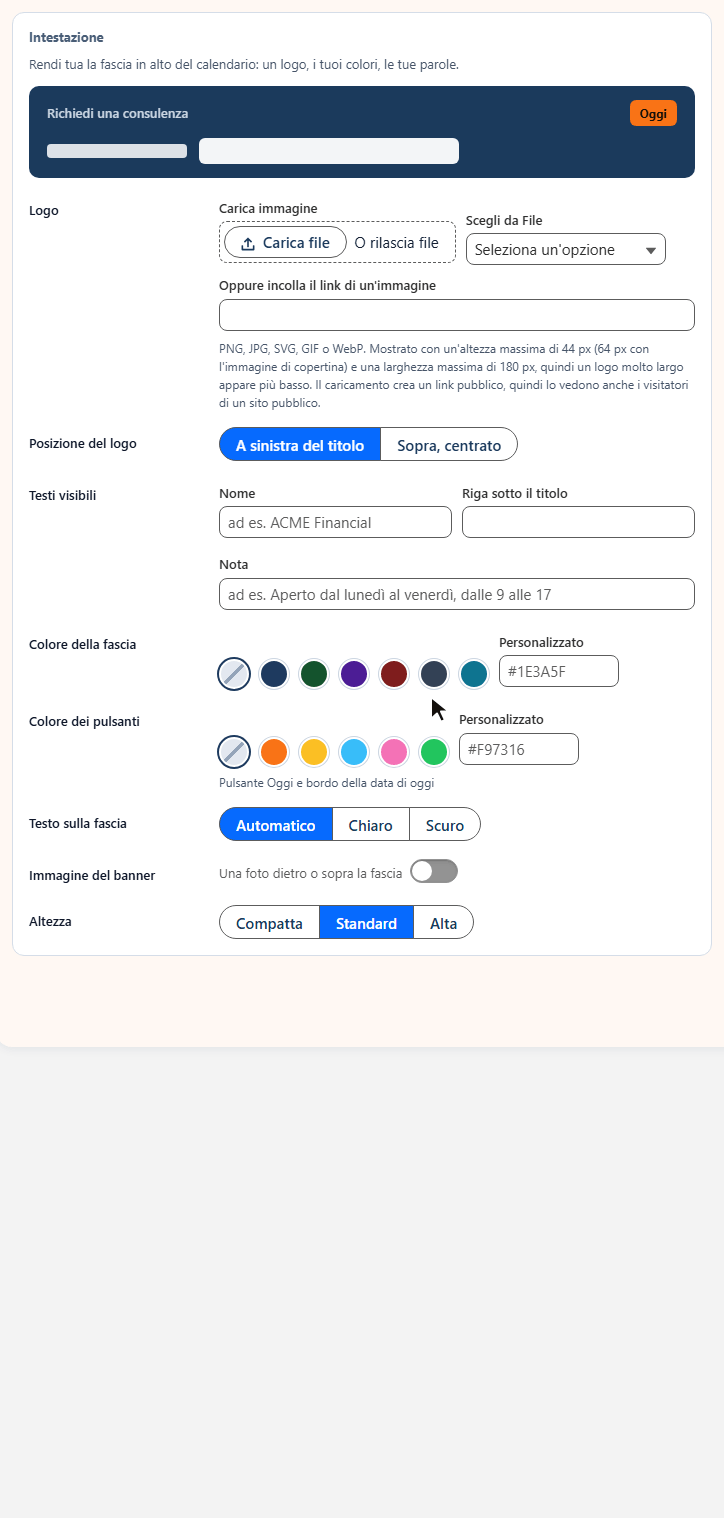 Intestazione
Rendi tua la fascia in alto del calendario: un logo, i tuoi colori, le tue parole.
Richiedi una consulenza
Oggi
Logo
Carica immagine
Scegli da File
Carica file
O rilascia file
Seleziona un'opzione
Oppure incolla il link di un'immagine
PNG, JPG, SVG, GIF o WebP. Mostrato con un'altezza massima di 44 px (64 px con
l'immagine di copertina) e una larghezza massima di 180 px, quindi un logo molto largo
appare più basso. Il caricamento crea un link pubblico, quindi lo vedono anche i visitatori
di un sito pubblico.
Posizione del logo
A sinistra del titolo
Sopra, centrato
Testi visibili
Nome
Riga sotto il titolo
ad es. ACME Financial
Nota
ad es. Aperto dal lunedì al venerdì, dalle 9 alle 17
Colore della fascia
Personalizzato
#1E3A5F
Colore dei pulsanti
Personalizzato
#F97316
Pulsante Oggi e bordo della data di oggi
Testo sulla fascia
Automatico
Chiaro
Scuro
Immagine del banner
Una foto dietro o sopra la fascia
Altezza
Compatta
Standard
Alta